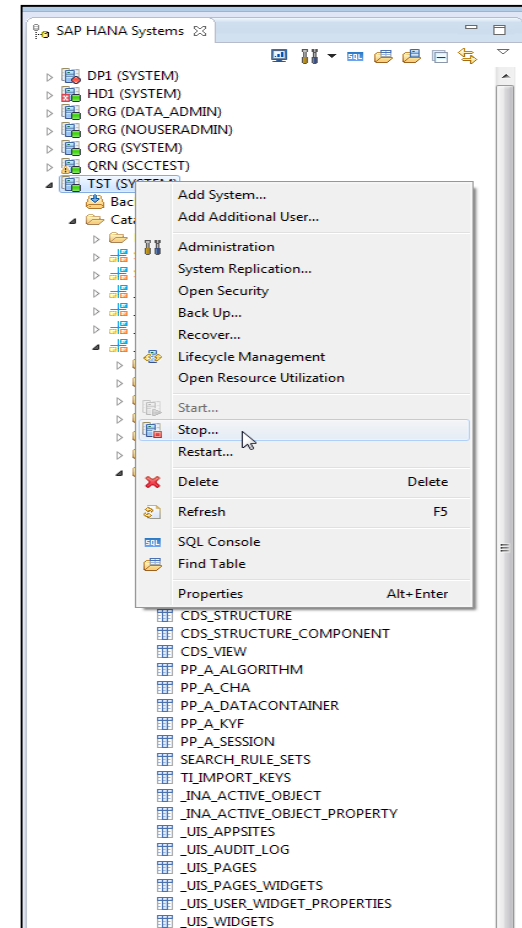 SAP HANA Systems
DP1 (SYSTEM)
HD1 (SYSTEM)
ORG (DATA_ADMIN)
ORG (NOUSERADMIN)
ORG (SYSTEM)
QRN (SCCTEST)
TST (SYSTEM)
Bac
Cata
Add System...
Add Additional User...
Administration
System Replication...
Open Security
Back Up...
Recover...
Lifecycle Management
Open Resource Utilization
Start...
Stop...
Restart...
Delete Delete
Refresh F5
SQL SQL Console
Find Table
Properties Alt+Enter
CDS_STRUCTURE
CDS_STRUCTURE_COMPONENT
CDS_VIEW
PP_A_ALGORITHM
PP_A_CHA
PP_A_DATACONTAINER
PP_A_KYF
PP_A_SESSION
SEARCH_RULE_SETS
TI_IMPORT_KEYS
_INA_ACTIVE_OBJECT
_INA_ACTIVE_OBJECT_PROPERTY
_UIS_APPSITES
_UIS_AUDIT_LOG
_UIS_PAGES
_UIS_PAGES_WIDGETS
_UIS_USER_WIDGET_PROPERTIES
_UIS_WIDGETS